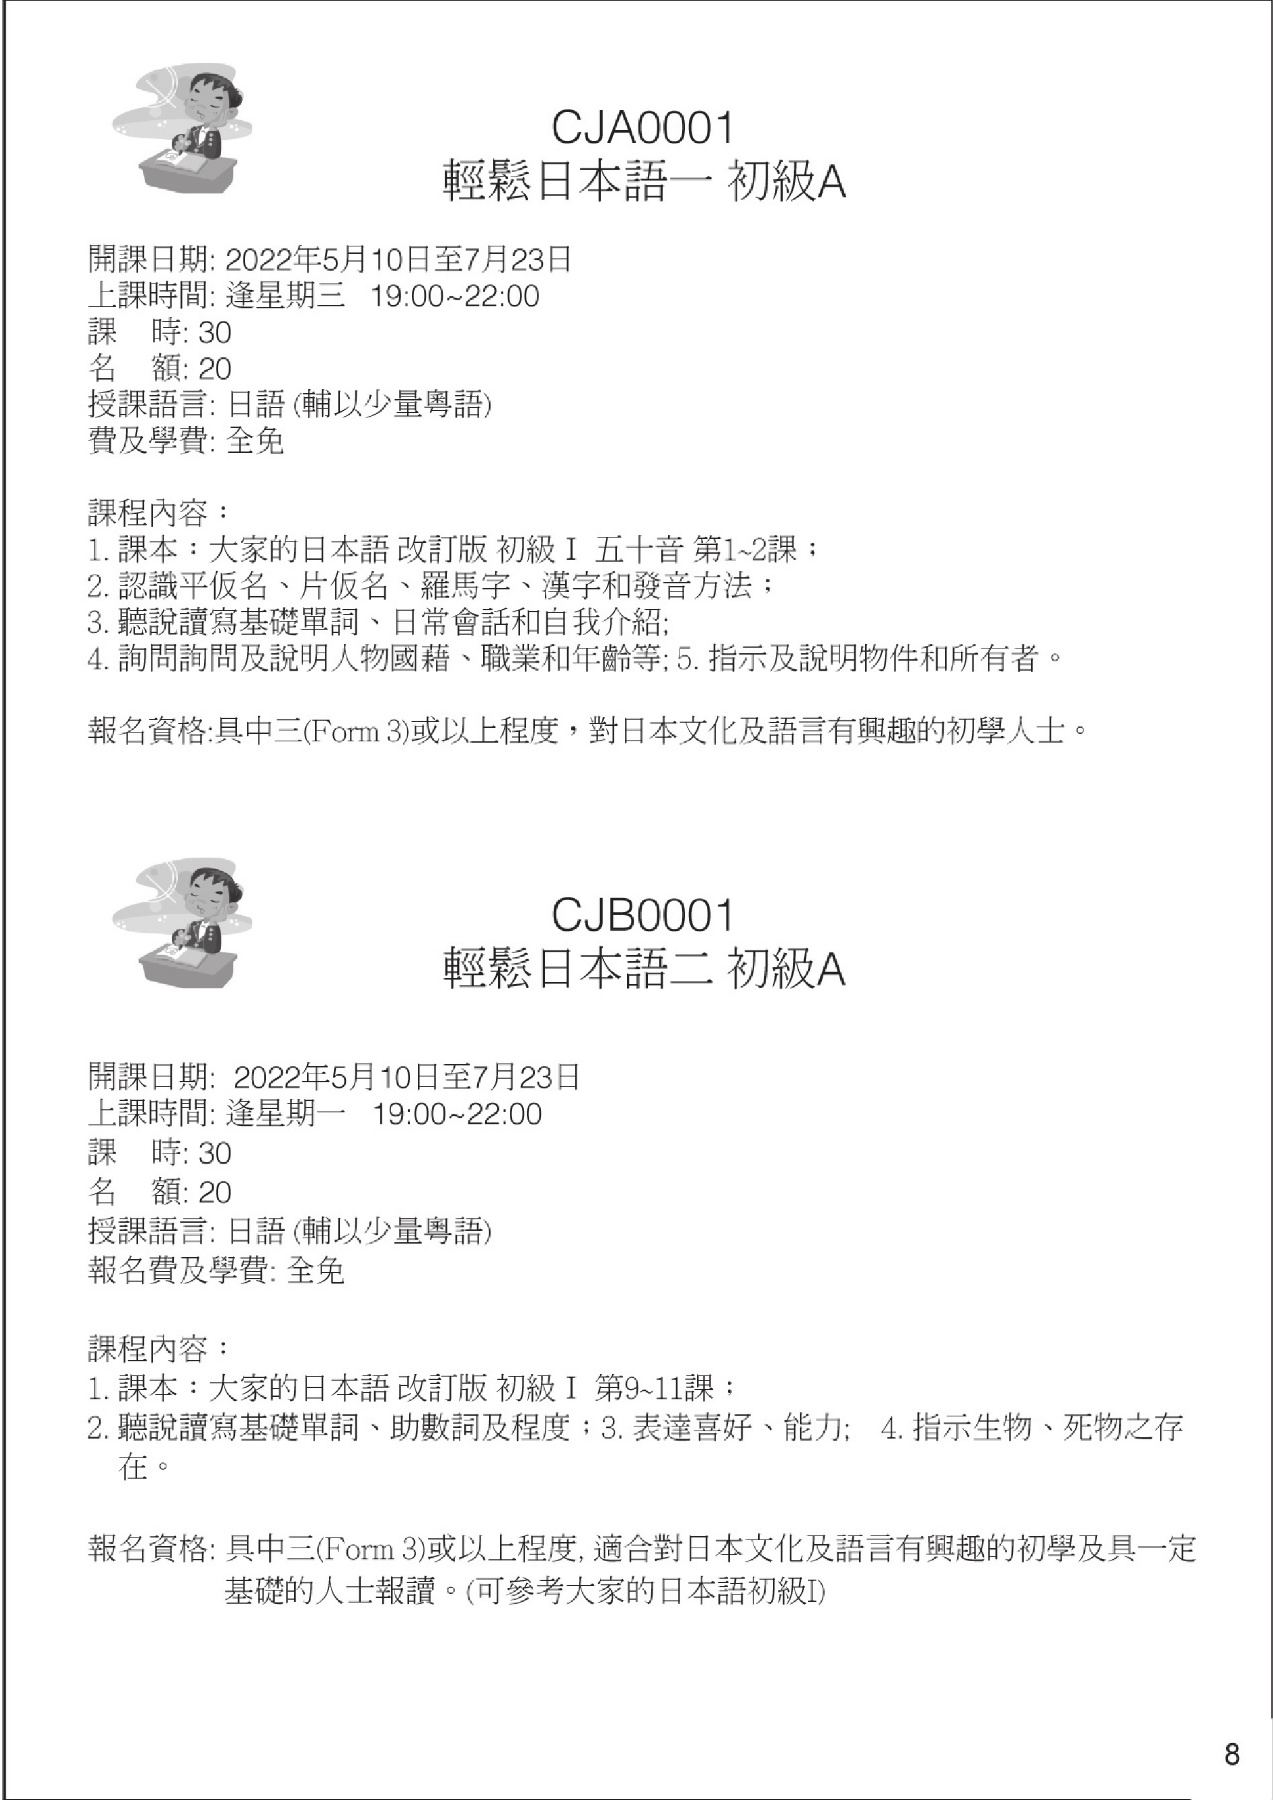 CJA0001
輕鬆日本語一 初級A
開課日期: 2022年5月10日至7月23日
上課時間: 逢星期三 19:00~22:00
課 時: 30
名 額: 20
授課語言: 日語 (輔以少量粵語)
費及學費: 全免
課程內容：
1. 課本：大家的日本語 改訂版 初級 I 五十音 第1~2課；
2. 認識平仮名、片仮名、羅馬字、漢字和發音方法；
3. 聽說讀寫基礎單詞、日常會話和自我介紹;
4. 詢問詢問及說明人物國藉、職業和年齡等; 5. 指示及說明物件和所有者。
報名資格:具中三(Form 3)或以上程度，對日本文化及語言有興趣的初學人士。
CJB0001
輕鬆日本語二 初級A
開課日期: 2022年5月10日至7月23日
上課時間: 逢星期一 19:00~22:00
課 時: 30
名 額: 20
授課語言: 日語 (輔以少量粵語)
報名費及學費: 全免
課程內容：
1. 課本：大家的日本語 改訂版 初級 I 第9~11課；
2. 聽說讀寫基礎單詞、助數詞及程度；3. 表達喜好、能力; 4. 指示生物、死物之存
在。
報名資格: 具中三(Form 3)或以上程度, 適合對日本文化及語言有興趣的初學及具一定
基礎的人士報讀。(可參考大家的日本語初級I)
8